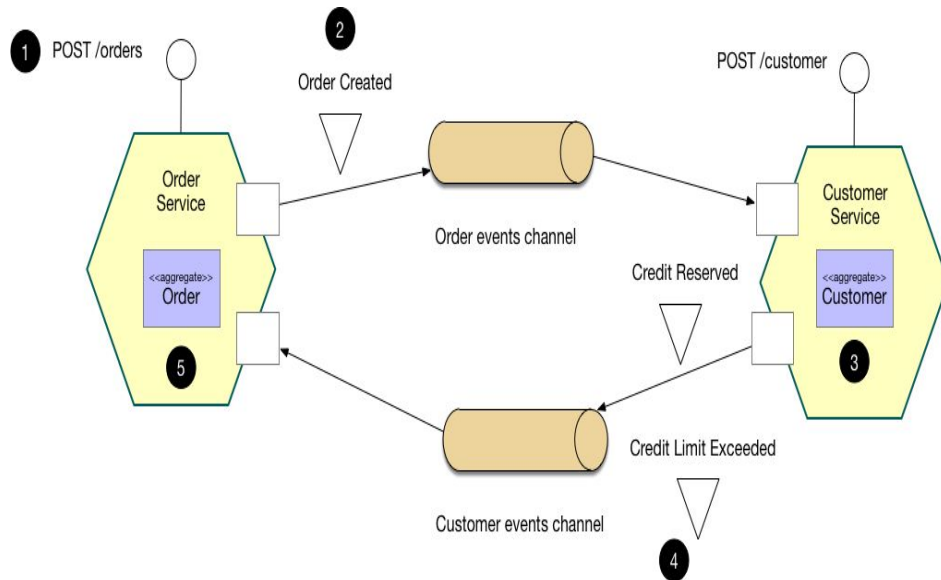 1 POST /orders
2
Order Created
POST /customer
Order
Service
Customer
Service
Order events channel
<<aggregate>>
Order
Credit Reserved
<<aggregate>>
Customer
5
3
Credit Limit Exceeded
Customer events channel
4